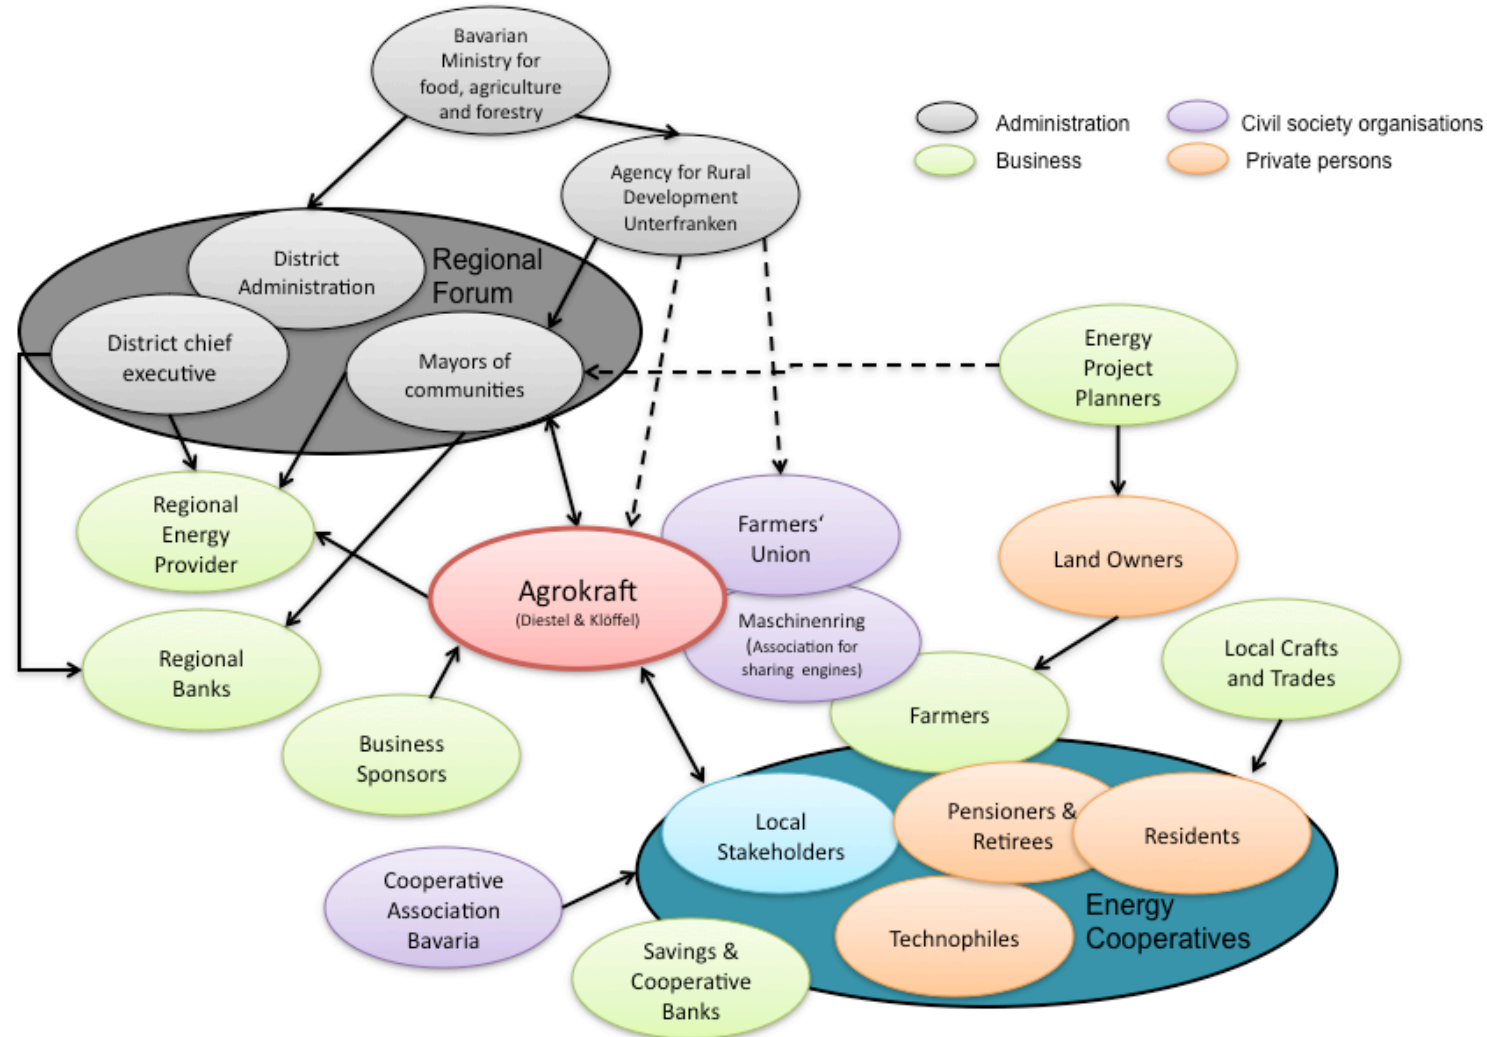 Bavarian
Ministry for
food, agriculture
and forestry
Administration
Civil society organisations
Business
Private persons
Agency for Rural
Development
Unterfranken
District
Administration
Regional
Forum
District chief
executive
Mayors of
communities
Energy
Project
Planners
Regional
Energy
Provider
Farmers‘
Union
Land Owners
Agrokraft
(Diestel & Klöffel)
Maschinenring
(Association for
sharing engines)
Regional
Banks
Local Crafts
and Trades
Farmers
Business
Sponsors
Local
Stakeholders
Pensioners &
Retirees
Residents
Cooperative
Association
Bavaria
Energy
Cooperatives
Technophiles
Savings &
Cooperative
Banks